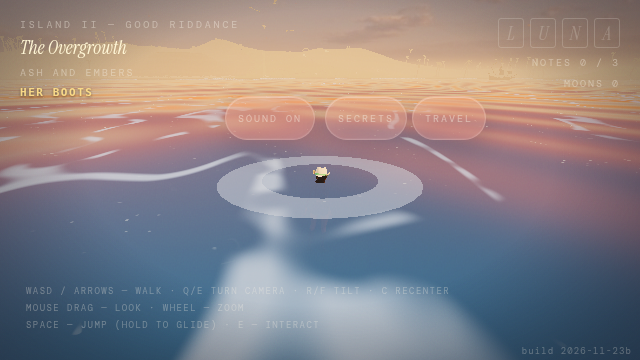 ISLAND II — GOOD RIDDANCE
The Overgrowth
ASH AND EMBERS
HER BOOTS
L U N A
NOTES 0 / 3
MOONS 0
SOUND ON
SECRETS
TRAVEL
WASD / ARROWS — WALK · Q/E TURN CAMERA · R/F TILT · C RECENTER
MOUSE DRAG — LOOK · WHEEL — ZOOM
SPACE — JUMP (HOLD TO GLIDE) · E — INTERACT
build 2026-11-23b